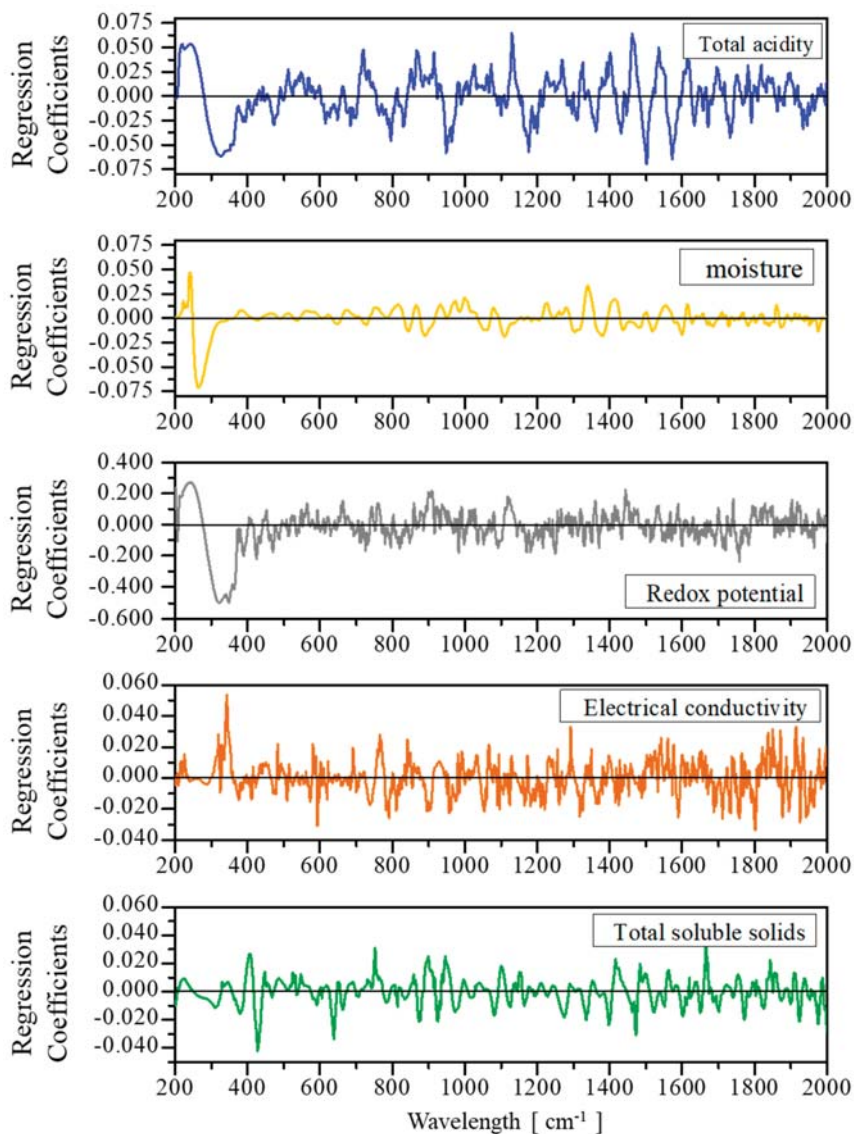 Regression
Coefficients
0.075
0.050
0.025
0.000
-0.025
-0.050
-0.075
Total acidity
200 400 600 800 1000 1200 1400 1600 1800 2000
Regression
Coefficients
0.075
0.050
0.025
0.000
-0.025
-0.050
-0.075
moisture
200 400 600 800 1000 1200 1400 1600 1800 2000
Regression
Coefficients
0.400
0.200
0.000
-0.200
-0.400
-0.600
Redox potential
200 400 600 800 1000 1200 1400 1600 1800 2000
Regression
Coefficients
0.060
0.040
0.020
0.000
-0.020
-0.040
Electrical conductivity
200 400 600 800 1000 1200 1400 1600 1800 2000
Regression
Coefficients
0.060
0.040
0.020
0.000
-0.020
-0.040
Total soluble solids
200 400 600 800 1000 1200 1400 1600 1800 2000
Wavelength [ cm⁻¹ ]